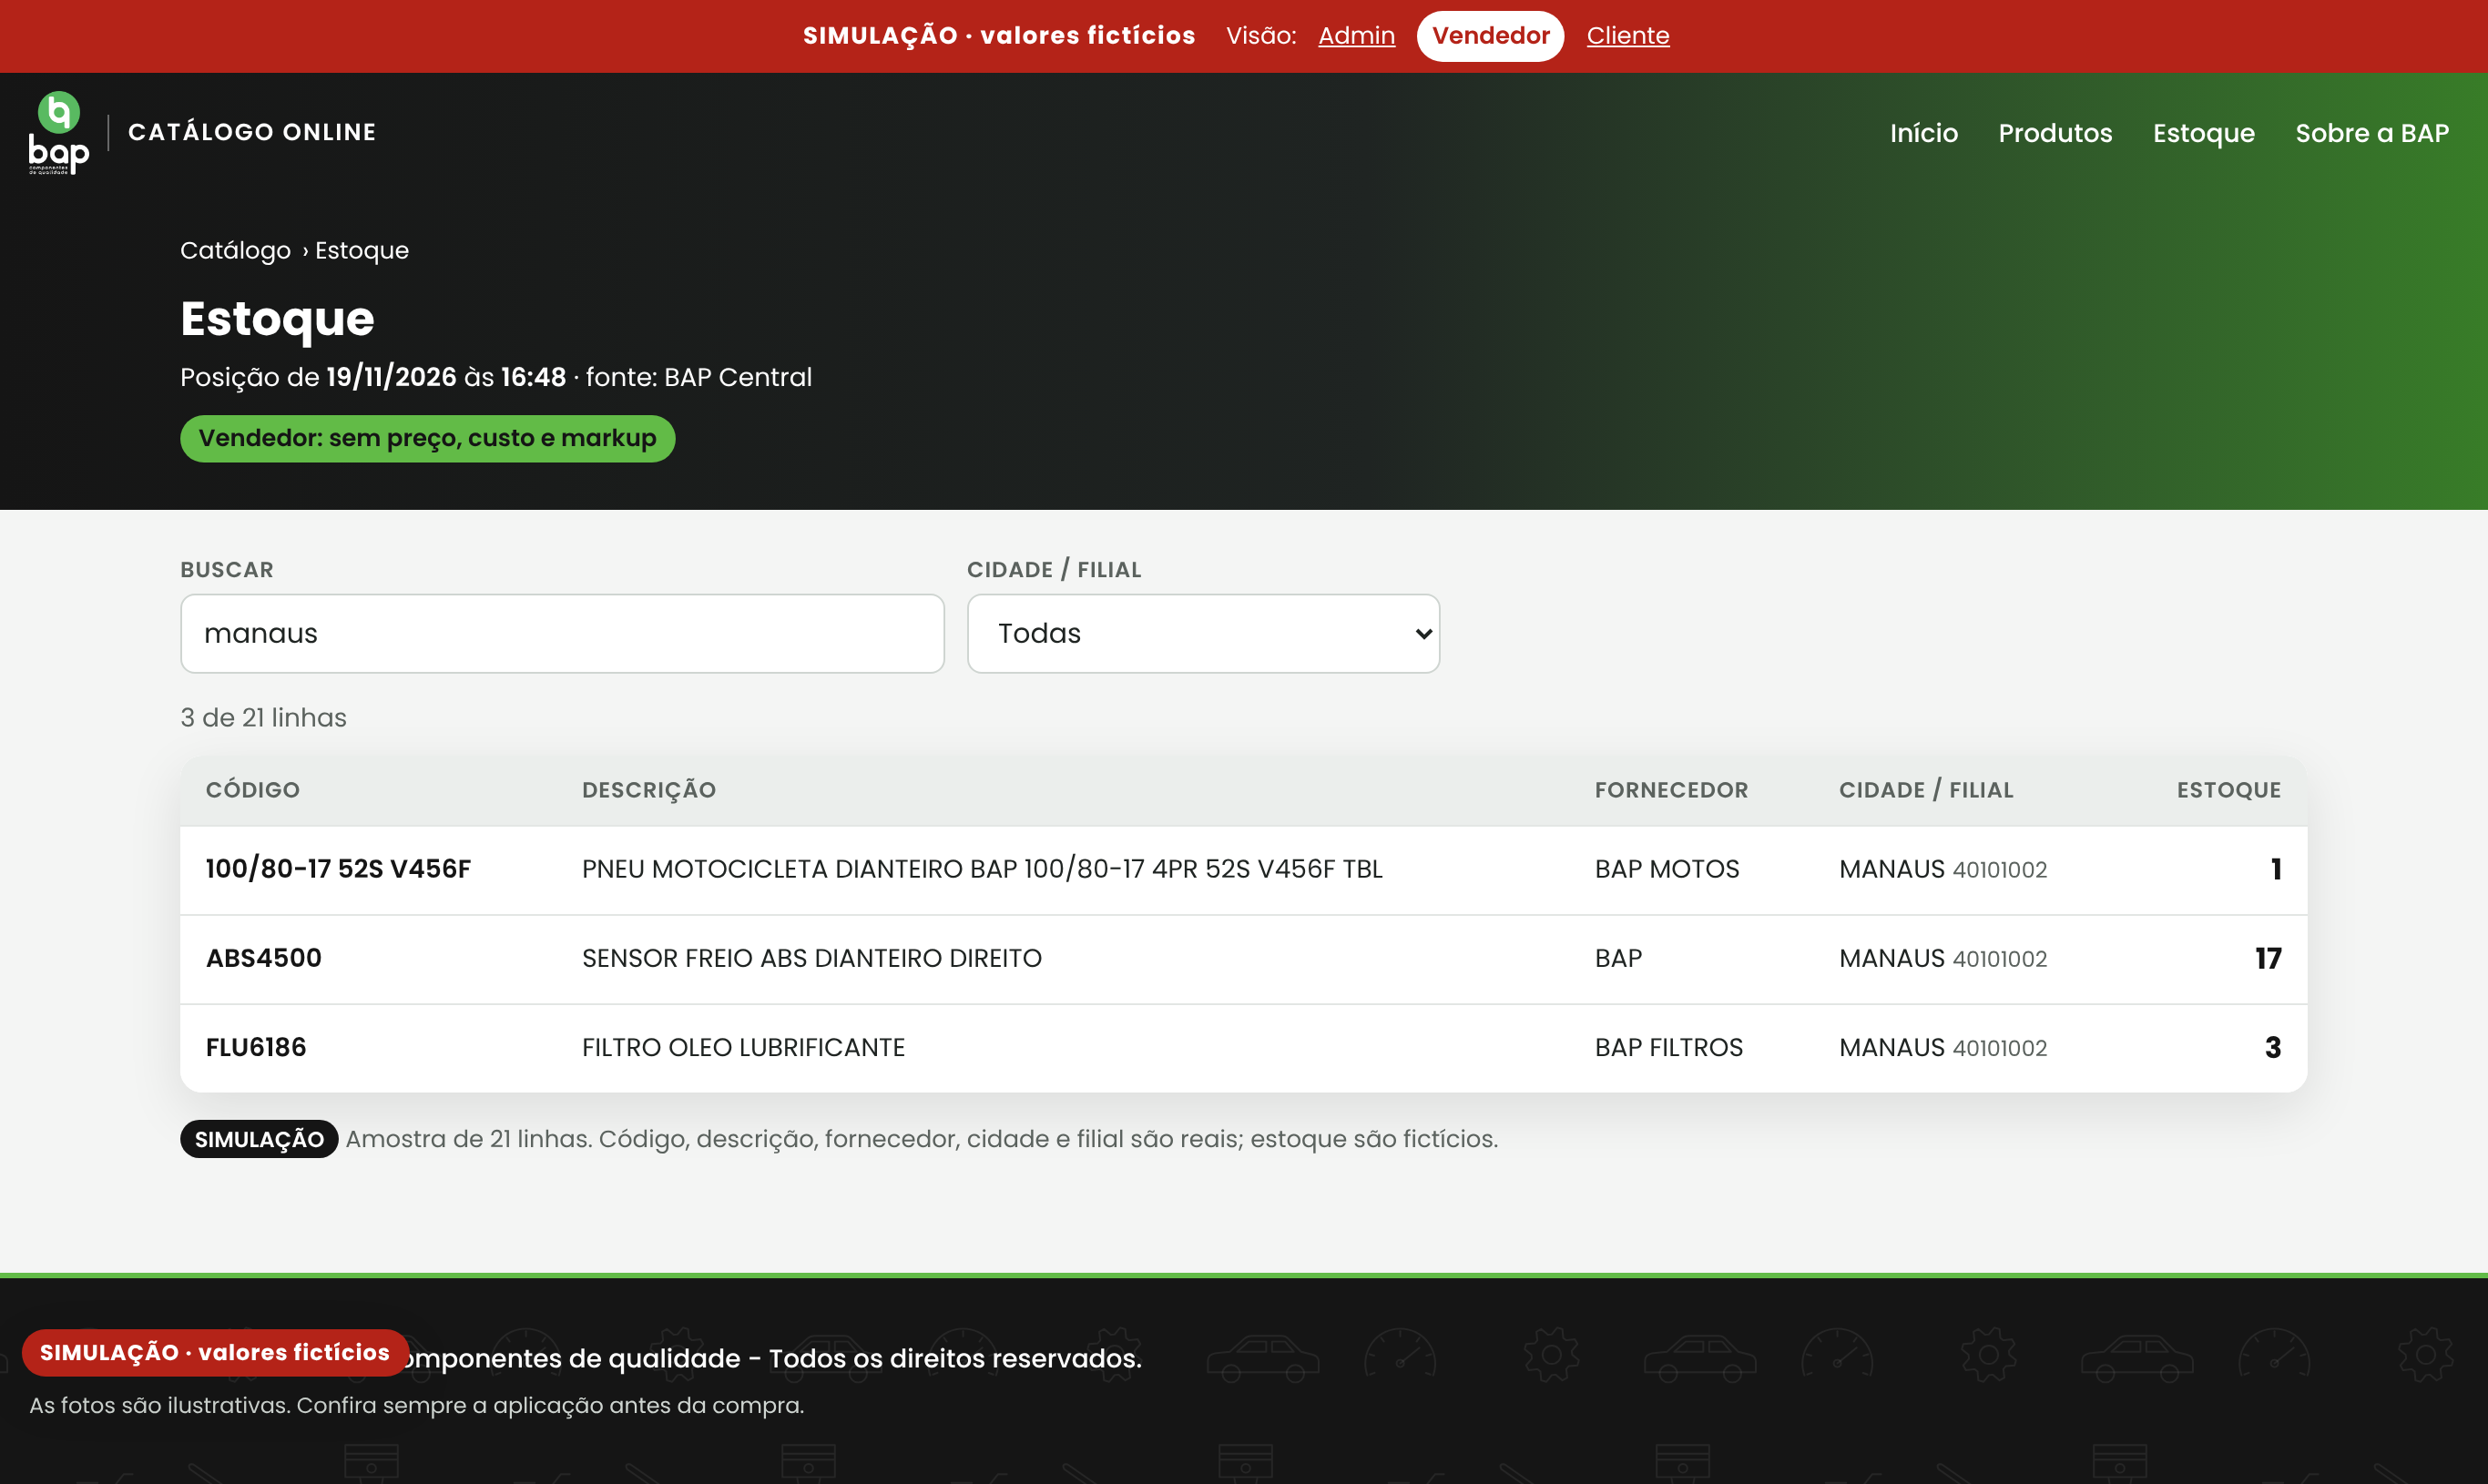 SIMULAÇÃO · valores fictícios Visão: Admin Vendedor Cliente
bap
componentes
de qualidade
CATÁLOGO ONLINE
Início Produtos Estoque Sobre a BAP
Catálogo › Estoque
Estoque
Posição de 19/11/2026 às 16:48 · fonte: BAP Central
Vendedor: sem preço, custo e markup
BUSCAR CIDADE / FILIAL
manaus Todas
3 de 21 linhas
CÓDIGO DESCRIÇÃO FORNECEDOR CIDADE / FILIAL ESTOQUE
100/80-17 52S V456F PNEU MOTOCICLETA DIANTEIRO BAP 100/80-17 4PR 52S V456F TBL BAP MOTOS MANAUS 40101002 1
ABS4500 SENSOR FREIO ABS DIANTEIRO DIREITO BAP MANAUS 40101002 17
FLU6186 FILTRO OLEO LUBRIFICANTE BAP FILTROS MANAUS 40101002 3
SIMULAÇÃO Amostra de 21 linhas. Código, descrição, fornecedor, cidade e filial são reais; estoque são fictícios.
SIMULAÇÃO · valores fictícios omponentes de qualidade - Todos os direitos reservados.
As fotos são ilustrativas. Confira sempre a aplicação antes da compra.